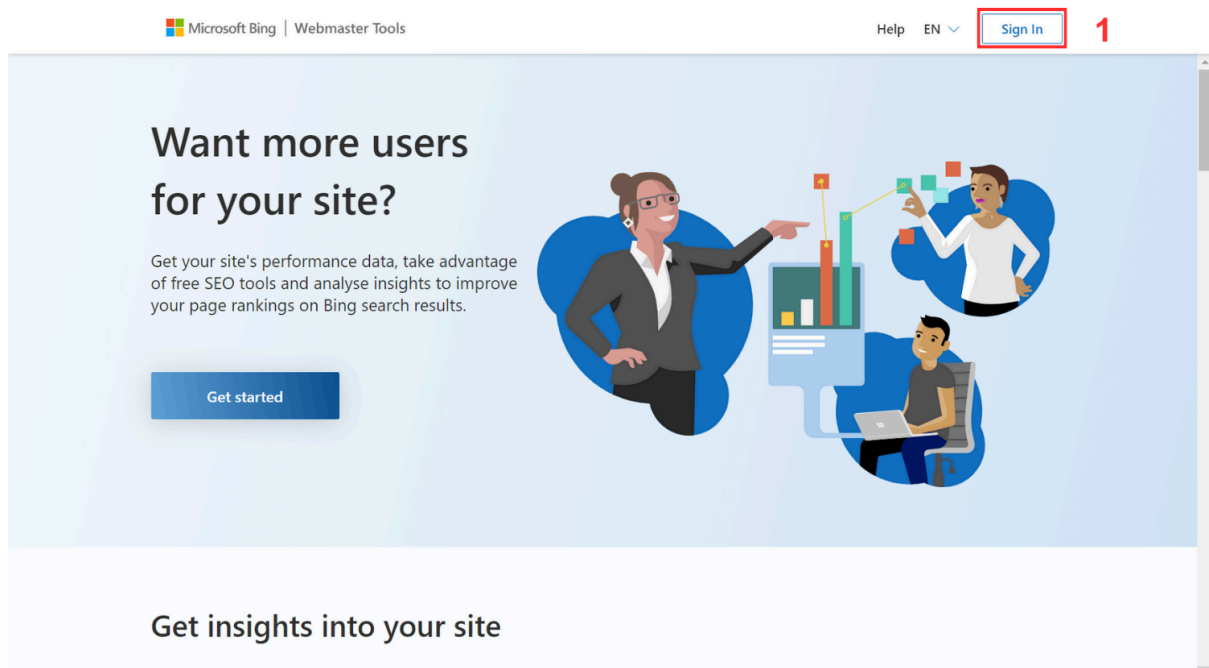 Microsoft Bing | Webmaster Tools
Help EN Sign In 1
Want more users
for your site?
Get your site's performance data, take advantage
of free SEO tools and analyse insights to improve
your page rankings on Bing search results.
Get started
Get insights into your site